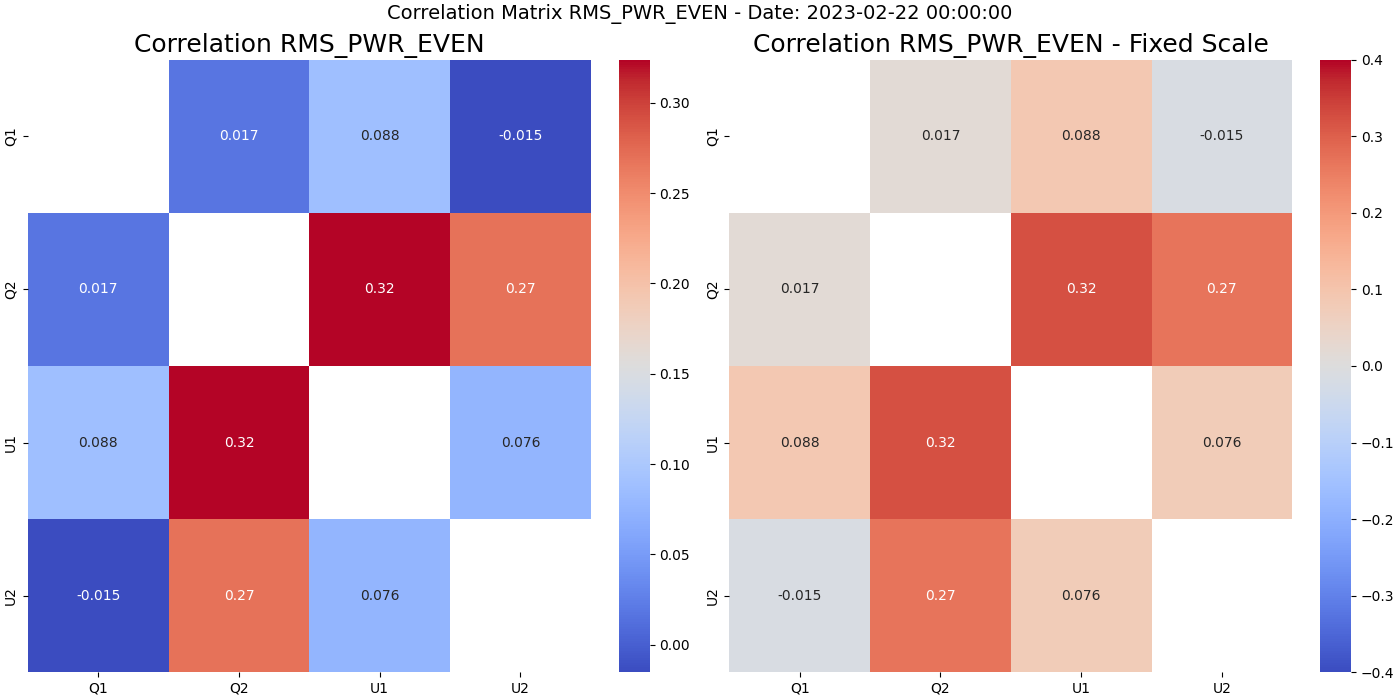 Correlation Matrix RMS_PWR_EVEN - Date: 2023-02-22 00:00:00
Correlation RMS_PWR_EVEN
Q1
0.017
0.088
-0.015
Q2
0.017
0.32
0.27
U1
0.088
0.32
0.076
U2
-0.015
0.27
0.076
Q1
Q2
U1
U2
0.30
0.25
0.20
0.15
0.10
0.05
0.00
Correlation RMS_PWR_EVEN - Fixed Scale
Q1
0.017
0.088
-0.015
Q2
0.017
0.32
0.27
U1
0.088
0.32
0.076
U2
-0.015
0.27
0.076
Q1
Q2
U1
U2
0.4
0.3
0.2
0.1
0.0
−0.1
−0.2
−0.3
−0.4